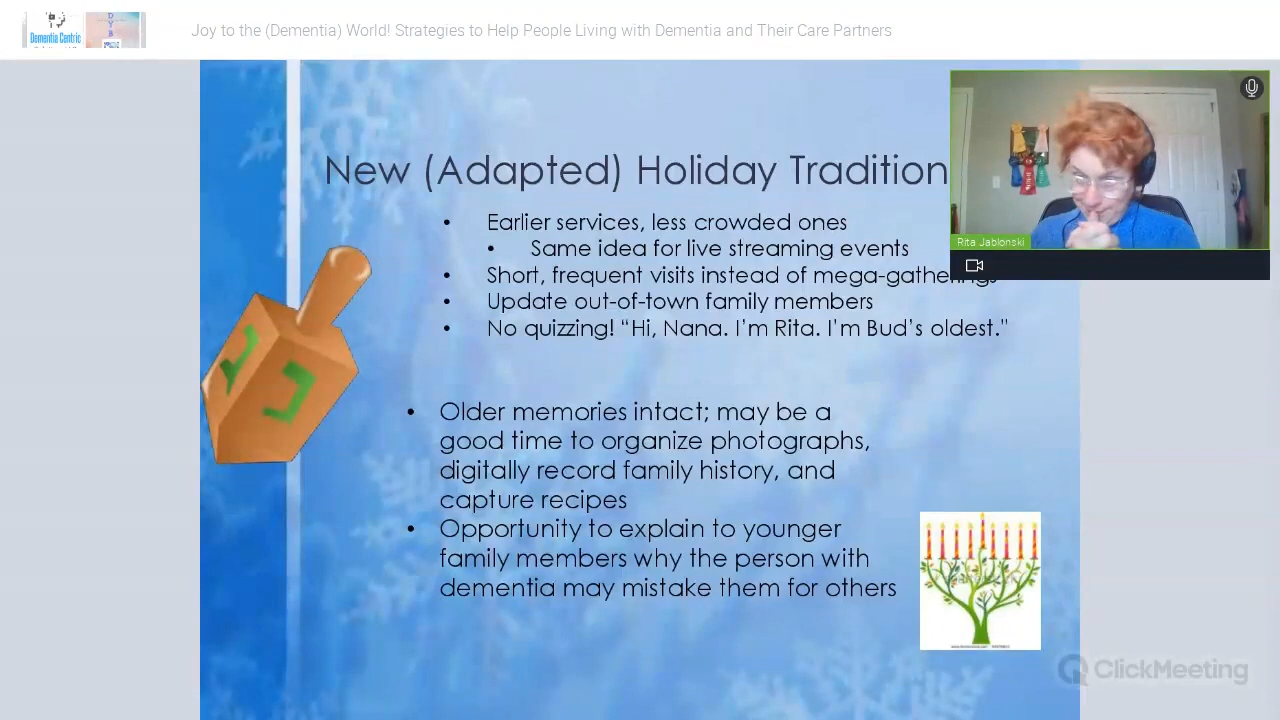 Dementia Centric
Joy to the (Dementia) World! Strategies to Help People Living with Dementia and Their Care Partners
New (Adapted) Holiday Tradition
• Earlier services, less crowded ones
• Same idea for live streaming events
• Short, frequent visits instead of mega-gatherings
• Update out-of-town family members
• No quizzing! “Hi, Nana. I’m Rita. I’m Bud’s oldest."
Rita Jablonski
• Older memories intact; may be a
good time to organize photographs,
digitally record family history, and
capture recipes
• Opportunity to explain to younger
family members why the person with
dementia may mistake them for others
נ
ג
ClickMeeting